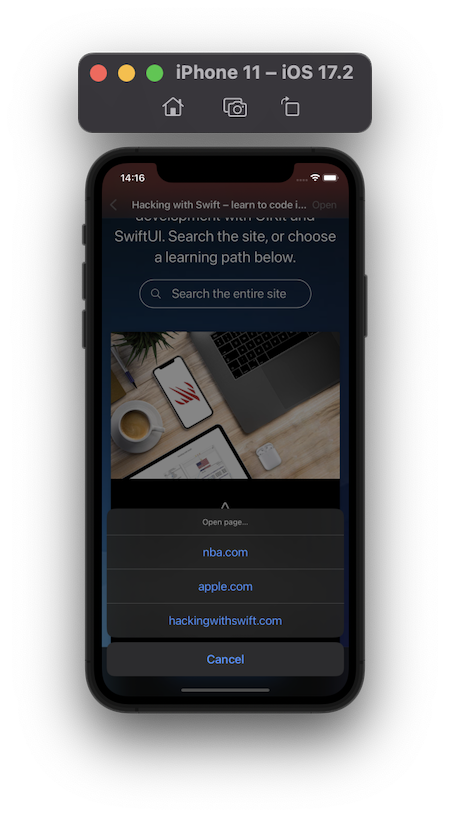 iPhone 11 – iOS 17.2
14:16
Hacking with Swift – learn to code i... Open
development with UIKit and
SwiftUI. Search the site, or choose
a learning path below.
Search the entire site
Open page...
nba.com
apple.com
hackingwithswift.com
Cancel